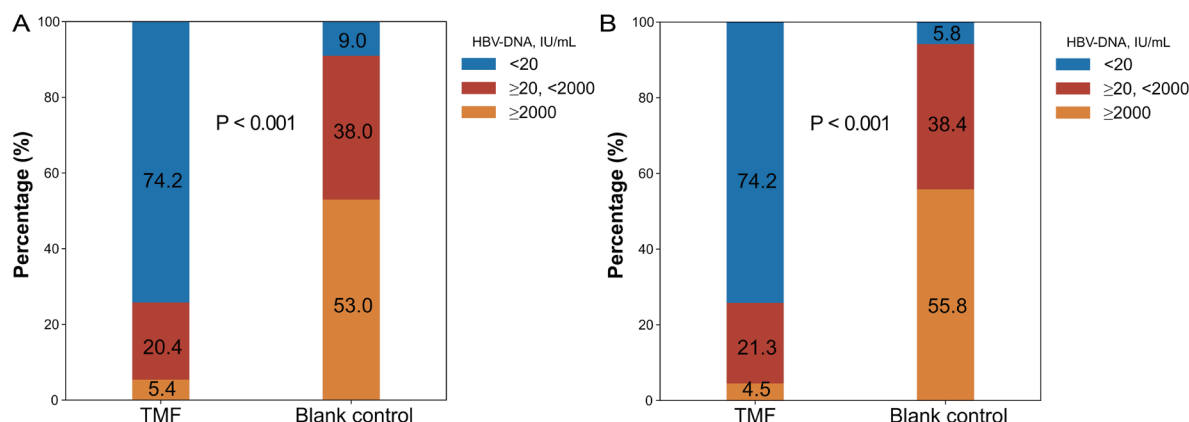 A
Percentage (%)
100
80
60
40
20
0
74.2
20.4
5.4
9.0
38.0
53.0
P < 0.001
TMF
Blank control
HBV-DNA, IU/mL
<20
≥20, <2000
≥2000
B
Percentage (%)
100
80
60
40
20
0
74.2
21.3
4.5
5.8
38.4
55.8
P < 0.001
TMF
Blank control
HBV-DNA, IU/mL
<20
≥20, <2000
≥2000